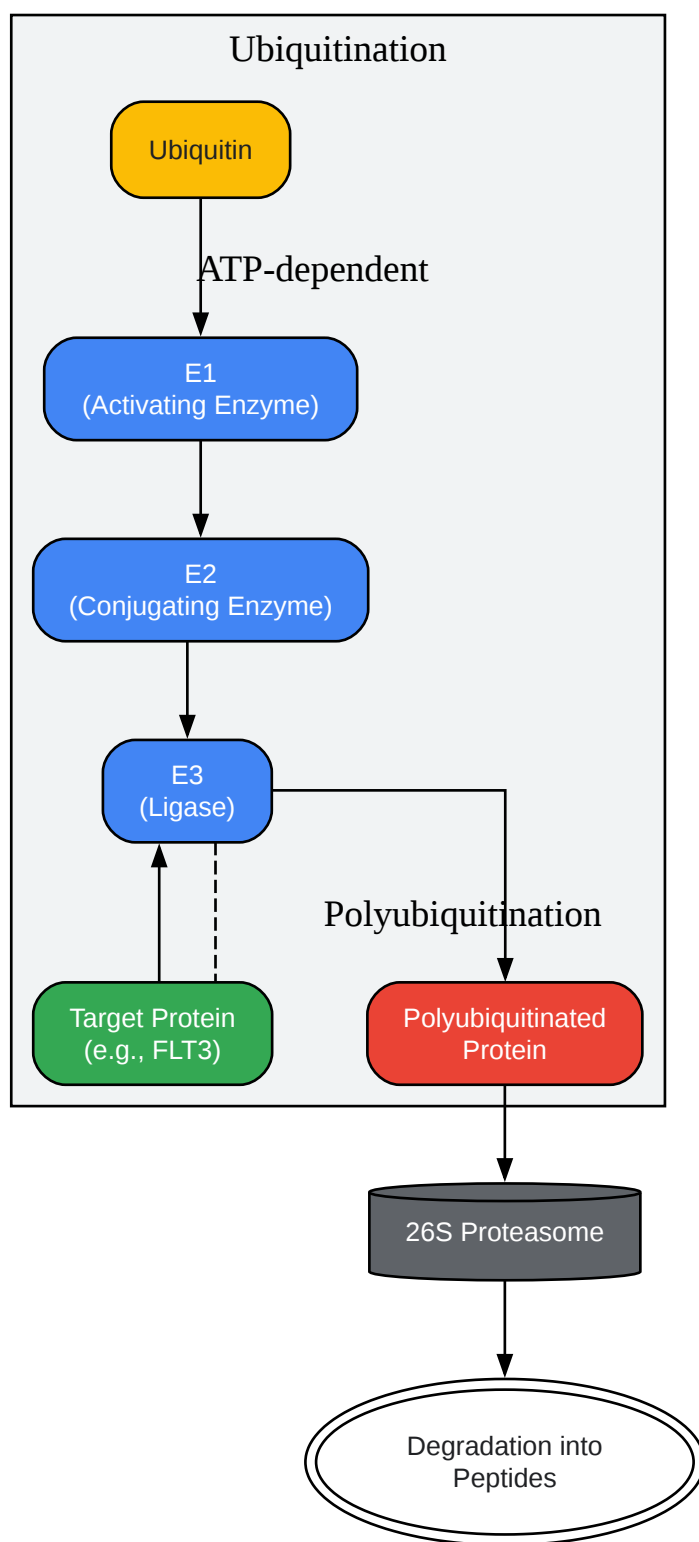 Ubiquitination
Ubiquitin
ATP-dependent
E1
(Activating Enzyme)
E2
(Conjugating Enzyme)
E3
(Ligase)
Polyubiquitination
Target Protein
(e.g., FLT3)
Polyubiquitinated
Protein
26S Proteasome
Degradation into
Peptides